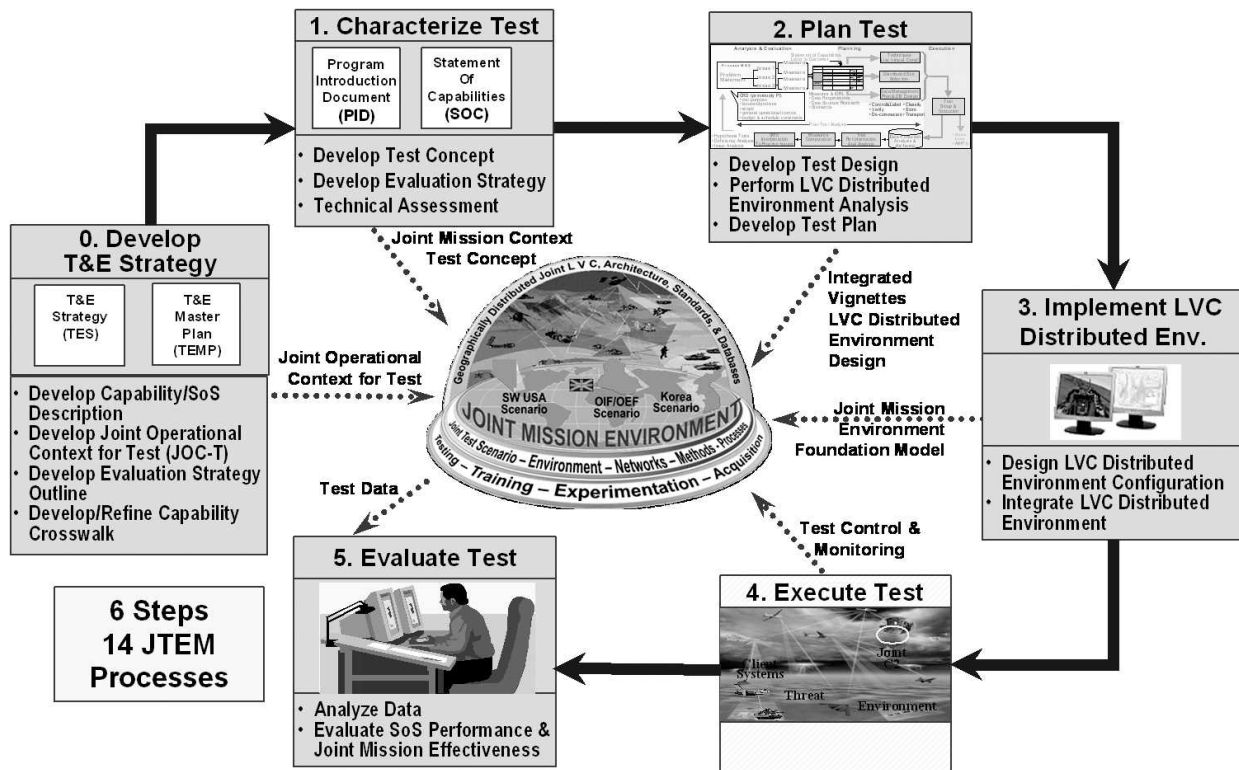 1. Characterize Test
Program
Introduction
Document
(PID)
Statement
Of
Capabilities
(SOC)
• Develop Test Concept
• Develop Evaluation Strategy
• Technical Assessment
2. Plan Test
Analysis & Evaluation
Planning
Execution
• Develop Test Design
• Perform LVC Distributed
Environment Analysis
• Develop Test Plan
0. Develop
T&E Strategy
T&E
Strategy
(TES)
T&E
Master
Plan
(TEMP)
• Develop Capability/SoS
Description
• Develop Joint Operational
Context for Test (JOC-T)
• Develop Evaluation Strategy
Outline
• Develop/Refine Capability
Crosswalk
Joint Mission Context
Test Concept
Joint Operational
Context for Test
Integrated
Vignettes
LVC Distributed
Environment
Design
Geographically Distributed Joint L V C, Architecture, Standards, & Databases
SW USA
Scenario
OIF/OEF
Scenario
Korea
Scenario
JOINT MISSION ENVIRONMENT
Joint Test Scenario – Environment – Networks – Methods - Processes
Testing – Training – Experimentation – Acquisition
3. Implement LVC
Distributed Env.
• Design LVC Distributed
Environment Configuration
• Integrate LVC Distributed
Environment
Joint Mission
Environment
Foundation Model
Test Data
Test Control &
Monitoring
5. Evaluate Test
• Analyze Data
• Evaluate SoS Performance &
Joint Mission Effectiveness
4. Execute Test
Joint
C2
Client
Systems
Threat
Environment
6 Steps
14 JTEM
Processes